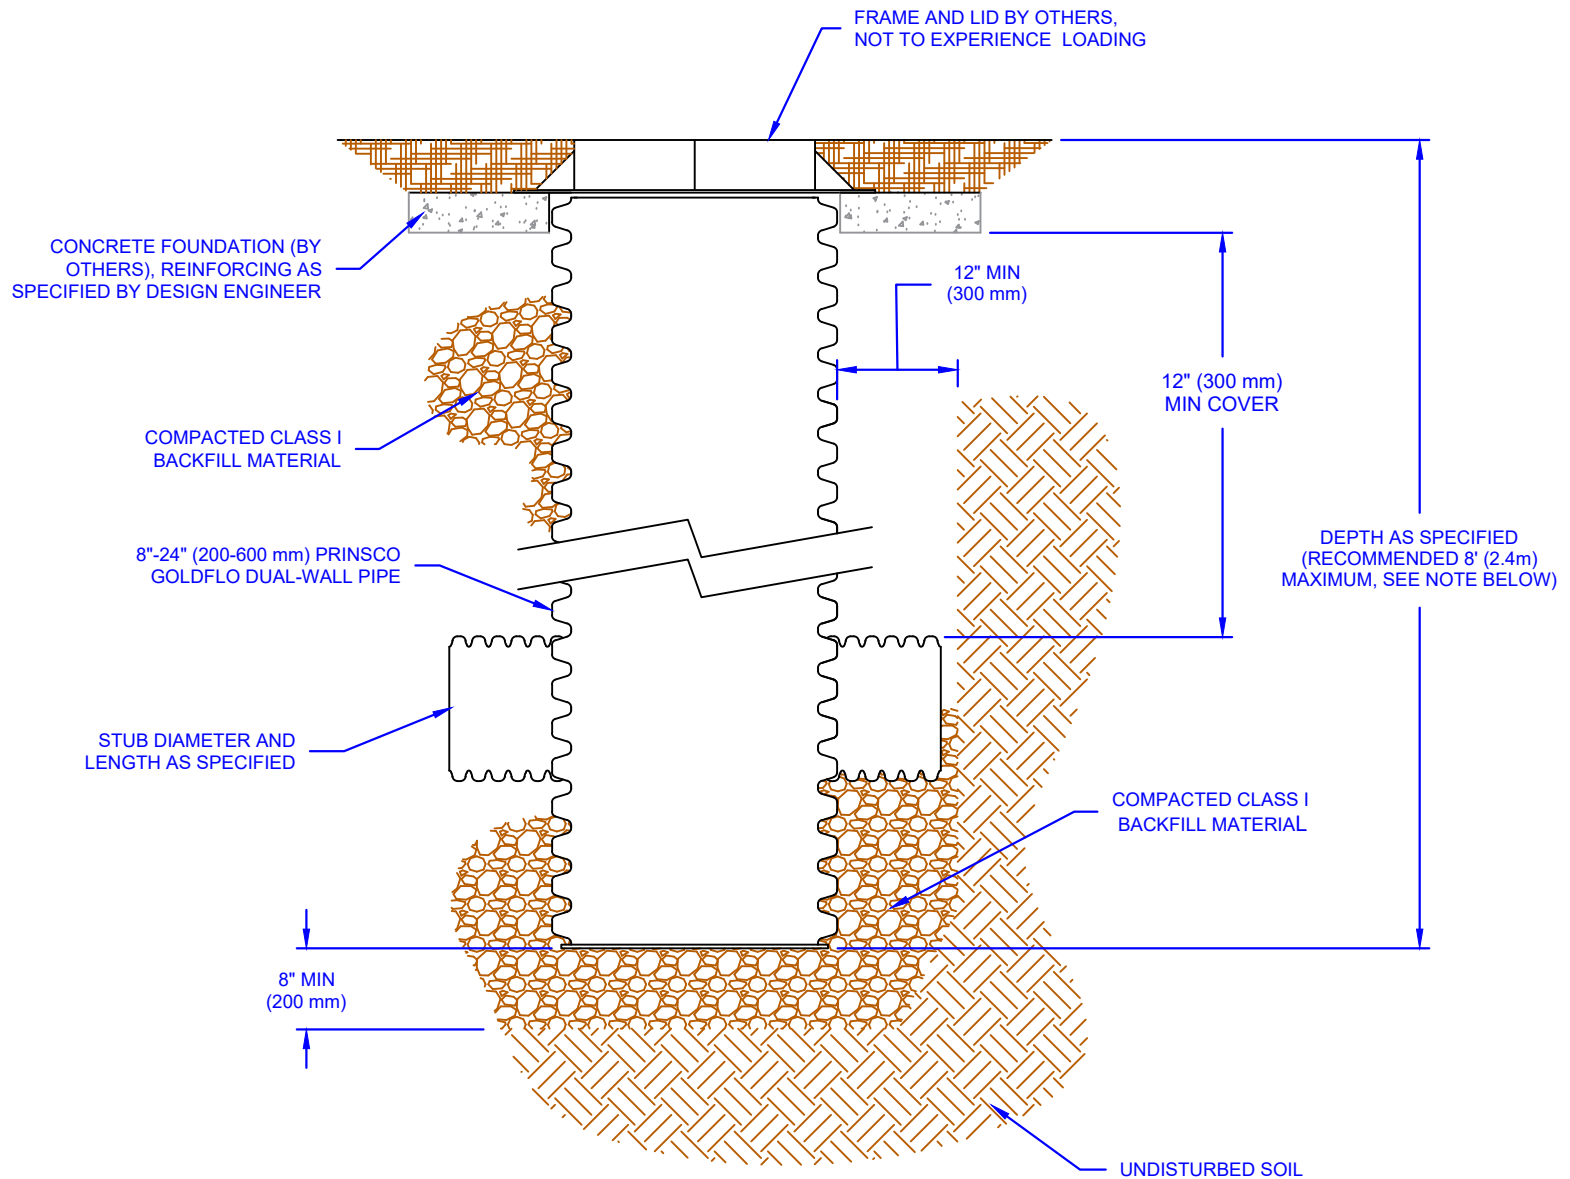 FRAME AND LID BY OTHERS,
NOT TO EXPERIENCE LOADING
CONCRETE FOUNDATION (BY
OTHERS), REINFORCING AS
SPECIFIED BY DESIGN ENGINEER
12" MIN
(300 mm)
12" (300 mm)
MIN COVER
COMPACTED CLASS I
BACKFILL MATERIAL
8"-24" (200-600 mm) PRINSCO
GOLDFLO DUAL-WALL PIPE
DEPTH AS SPECIFIED
(RECOMMENDED 8' (2.4m)
MAXIMUM, SEE NOTE BELOW)
STUB DIAMETER AND
LENGTH AS SPECIFIED
COMPACTED CLASS I
BACKFILL MATERIAL
8" MIN
(200 mm)
UNDISTURBED SOIL